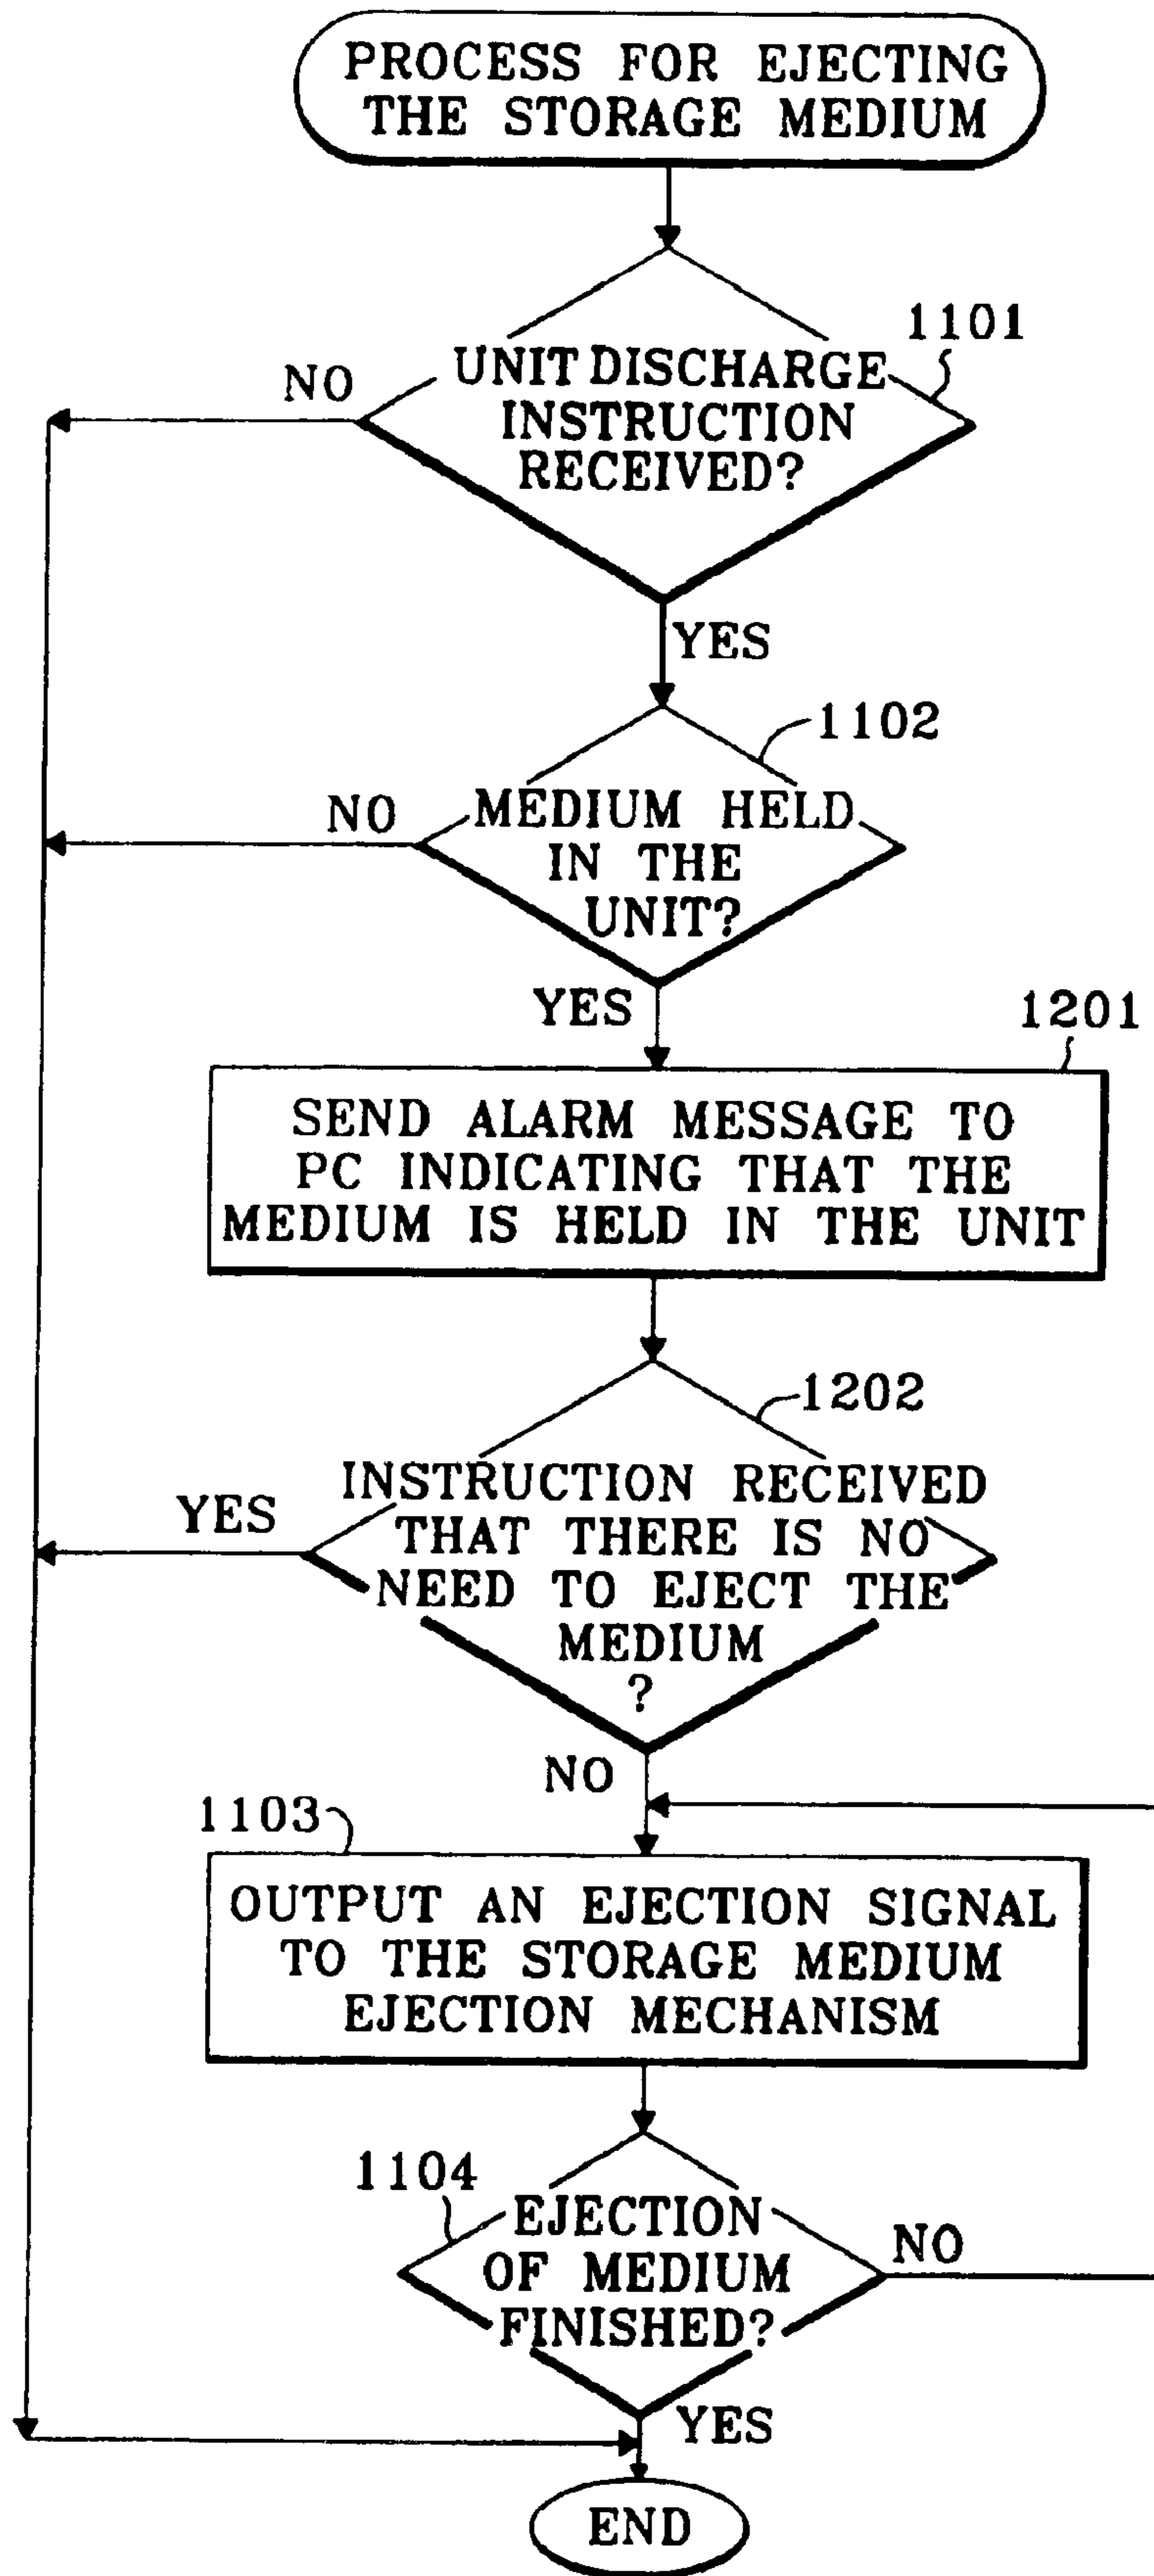 PROCESS FOR EJECTING
THE STORAGE MEDIUM
1101
UNIT DISCHARGE
INSTRUCTION
RECEIVED?
NO
YES
1102
MEDIUM HELD
IN THE
UNIT?
NO
YES
1201
SEND ALARM MESSAGE TO
PC INDICATING THAT THE
MEDIUM IS HELD IN THE UNIT
1202
INSTRUCTION RECEIVED
THAT THERE IS NO
NEED TO EJECT THE
MEDIUM
?
YES
NO
1103
OUTPUT AN EJECTION SIGNAL
TO THE STORAGE MEDIUM
EJECTION MECHANISM
1104
EJECTION
OF MEDIUM
FINISHED?
NO
YES
END